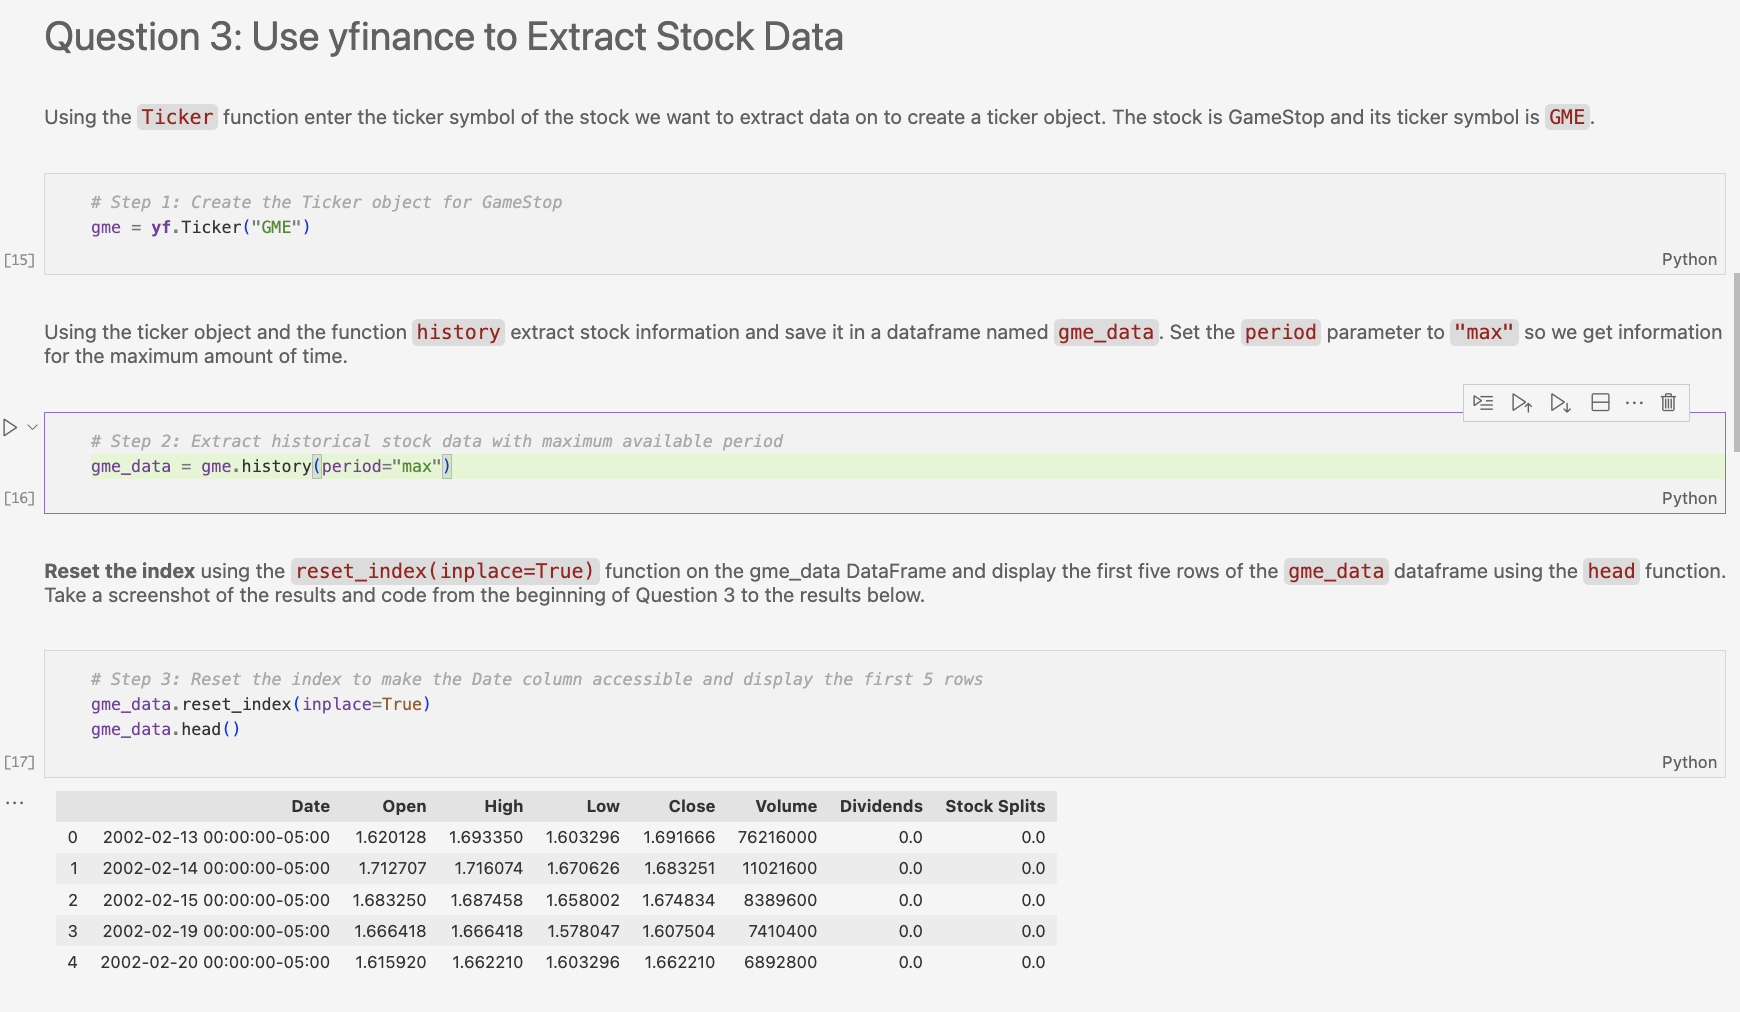 Question 3: Use yfinance to Extract Stock Data
Using the Ticker function enter the ticker symbol of the stock we want to extract data on to create a ticker object. The stock is GameStop and its ticker symbol is GME.
# Step 1: Create the Ticker object for GameStop
gme = yf.Ticker("GME")
[15]
Python
Using the ticker object and the function history extract stock information and save it in a dataframe named gme_data. Set the period parameter to "max" so we get information
for the maximum amount of time.
# Step 2: Extract historical stock data with maximum available period
gme_data = gme.history(period="max")
[16]
Python
Reset the index using the reset_index(inplace=True) function on the gme_data DataFrame and display the first five rows of the gme_data dataframe using the head function.
Take a screenshot of the results and code from the beginning of Question 3 to the results below.
# Step 3: Reset the index to make the Date column accessible and display the first 5 rows
gme_data.reset_index(inplace=True)
gme_data.head()
[17]
Python
...
Date Open High Low Close Volume Dividends Stock Splits
0 2002-02-13 00:00:00-05:00 1.620128 1.693350 1.603296 1.691666 76216000 0.0 0.0
1 2002-02-14 00:00:00-05:00 1.712707 1.716074 1.670626 1.683251 11021600 0.0 0.0
2 2002-02-15 00:00:00-05:00 1.683250 1.687458 1.658002 1.674834 8389600 0.0 0.0
3 2002-02-19 00:00:00-05:00 1.666418 1.666418 1.578047 1.607504 7410400 0.0 0.0
4 2002-02-20 00:00:00-05:00 1.615920 1.662210 1.603296 1.662210 6892800 0.0 0.0